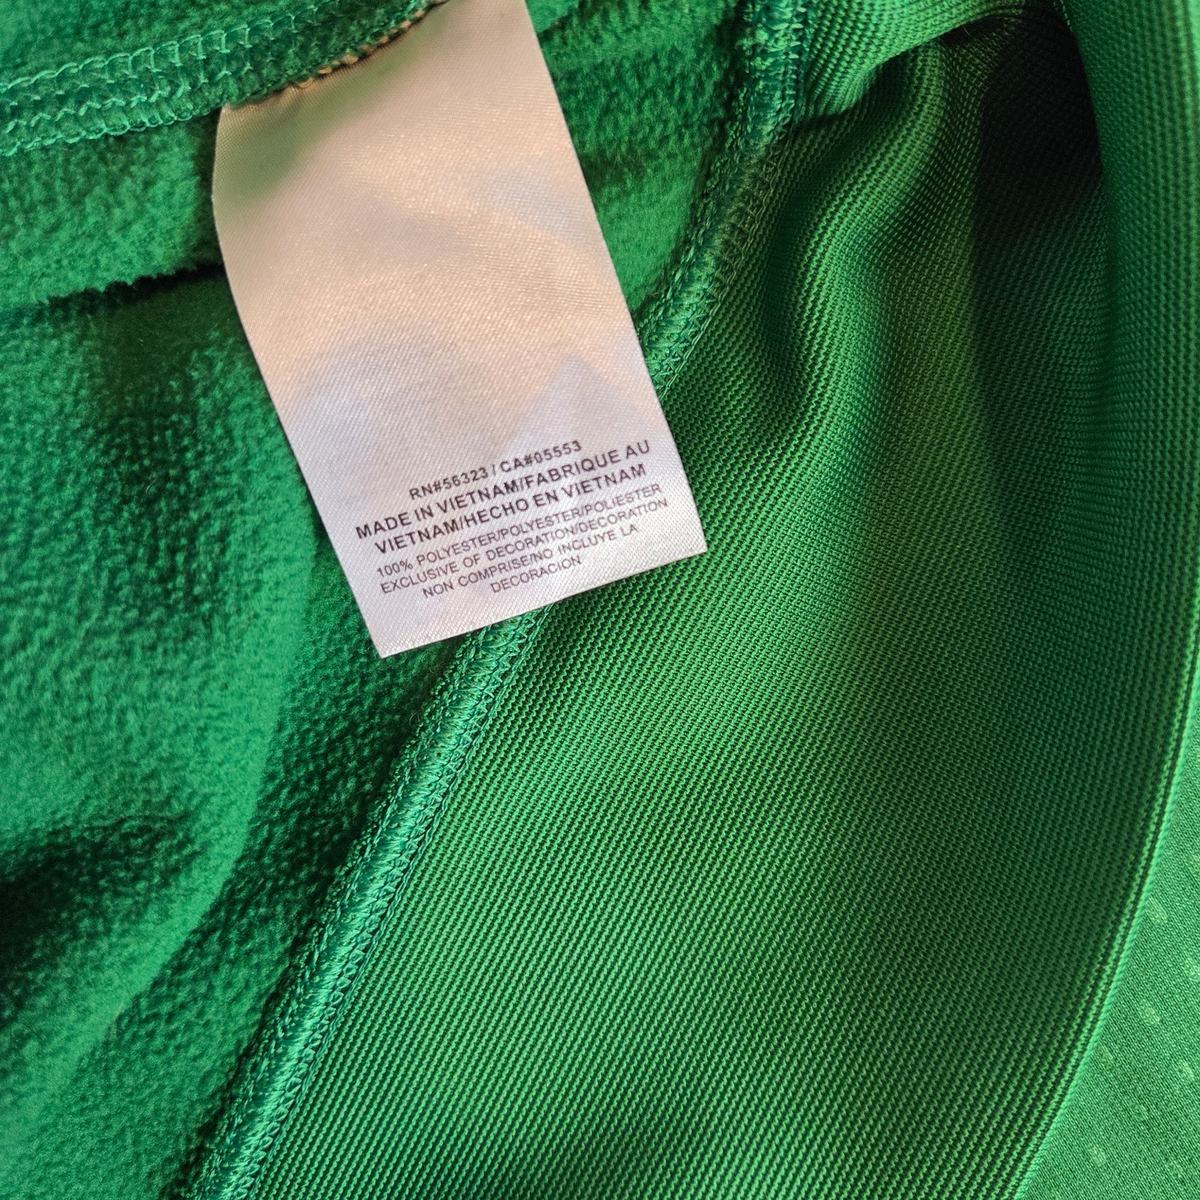 RN#56323 / CA#05553
MADE IN VIETNAM/FABRIQUE AU
VIETNAM/HECHO EN VIETNAM
100% POLYESTER/POLYESTER/POLIESTER
EXCLUSIVE OF DECORATION/DECORATION
NON COMPRISE/NO INCLUYE LA
DECORACION